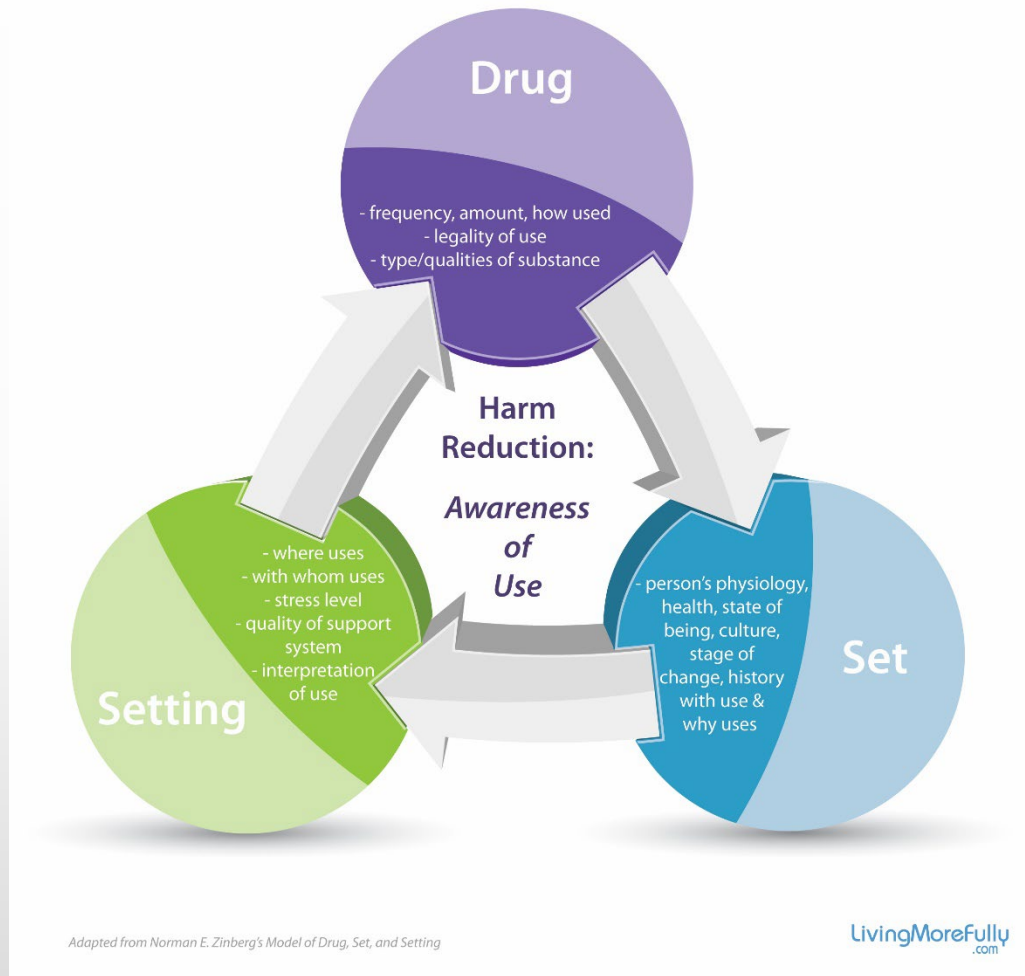 Drug
- frequency, amount, how used
- legality of use
- type/qualities of substance
Harm
Reduction:
Awareness
of
Use
- person's physiology,
health, state of
being, culture,
stage of
change, history
with use &
why uses
Set
- where uses
- with whom uses
- stress level
- quality of support
system
- interpretation
of use
Setting
Adapted from Norman E. Zinberg's Model of Drug, Set, and Setting
LivingMoreFully
.com